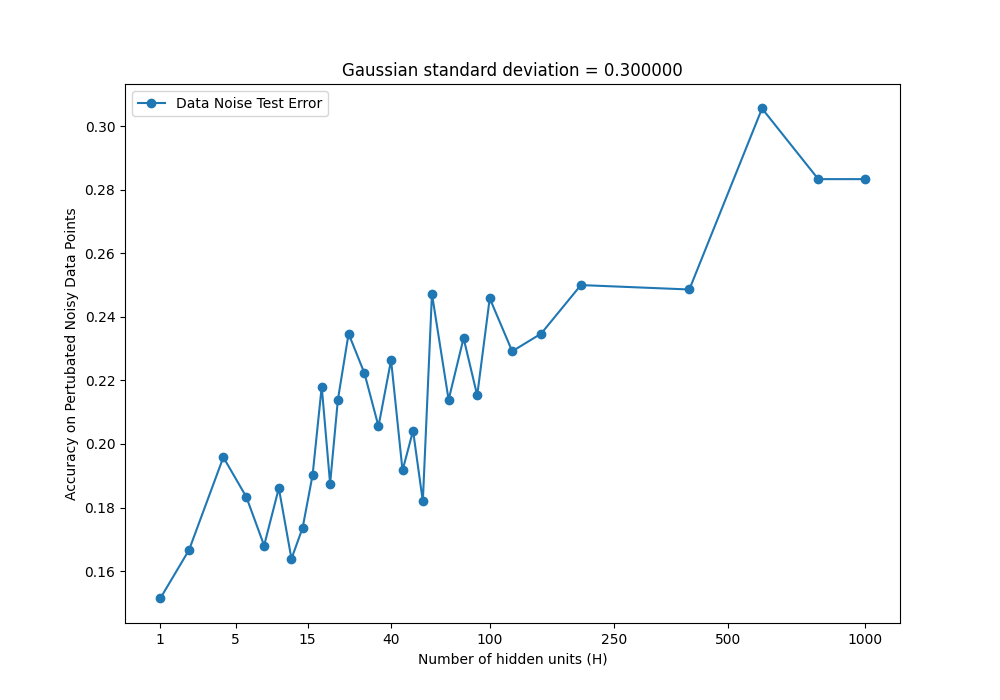 Gaussian standard deviation = 0.300000
Data Noise Test Error
Accuracy on Pertubated Noisy Data Points
0.30
0.28
0.26
0.24
0.22
0.20
0.18
0.16
1 5 15 40 100 250 500 1000
Number of hidden units (H)